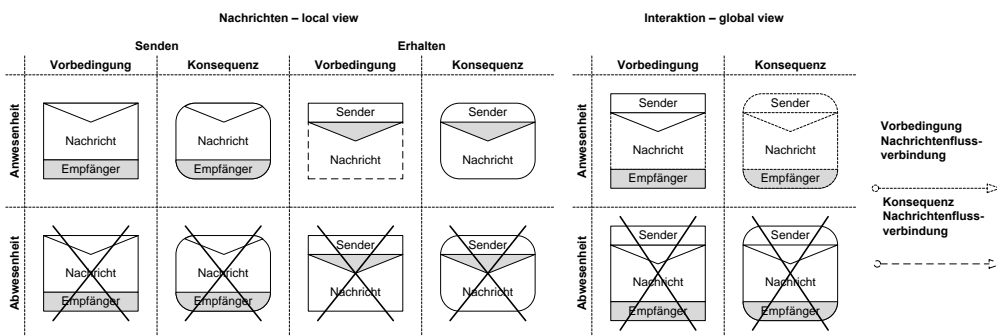 Nachrichten – local view
Interaktion – global view
Senden
Erhalten
Vorbedingung
Konsequenz
Vorbedingung
Konsequenz
Vorbedingung
Konsequenz
Anwesenheit
Nachricht
Empfänger
Nachricht
Empfänger
Sender
Nachricht
Sender
Nachricht
Anwesenheit
Sender
Nachricht
Empfänger
Sender
Nachricht
Empfänger
Vorbedingung
Nachrichtenfluss-
verbindung
Konsequenz
Nachrichtenfluss-
verbindung
Abwesenheit
Nachricht
Empfänger
Nachricht
Empfänger
Sender
Nachricht
Sender
Nachricht
Abwesenheit
Sender
Nachricht
Empfänger
Sender
Nachricht
Empfänger